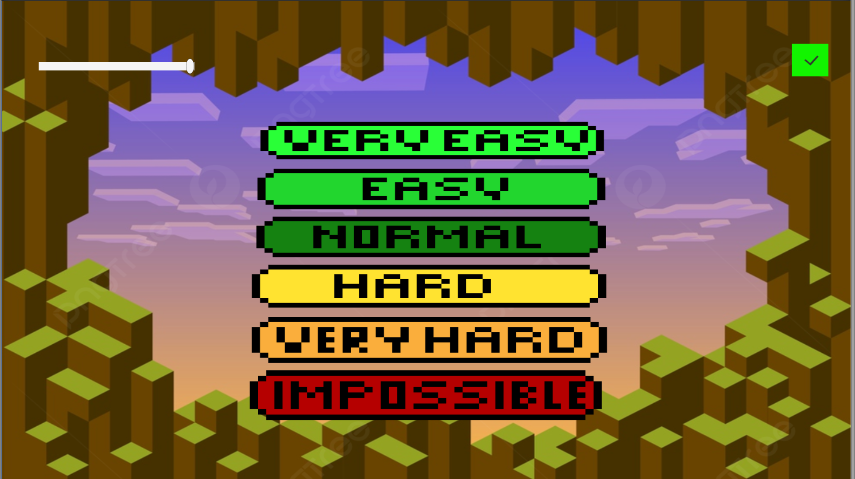 VERY EASY
EASY
NORMAL
HARD
VERY HARD
IMPOSSIBLE